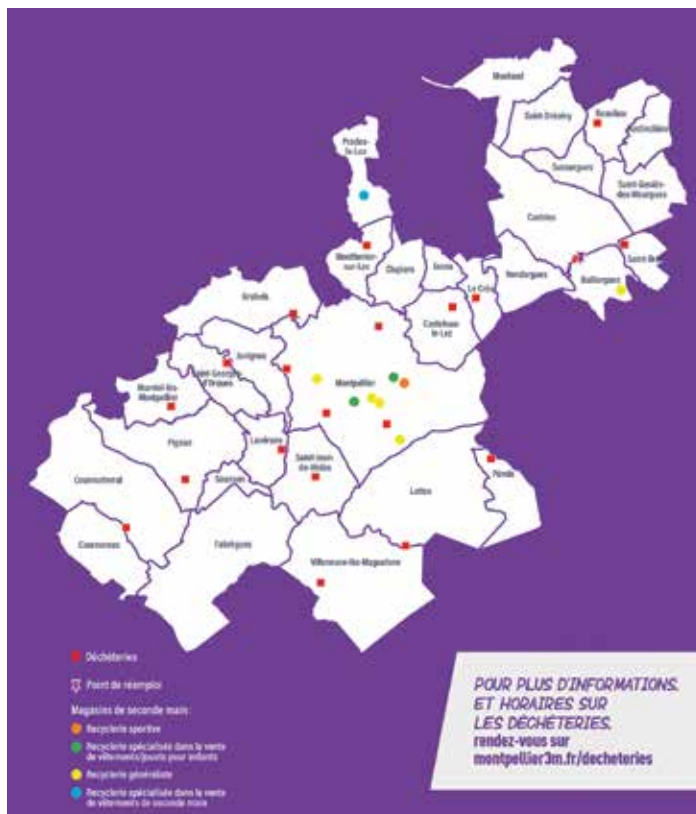 Montaud
Saint Drézéry
Beaulieu
Restinclières
Prades-
le-Lez
Sussargues
Saint-Geniès-
des-Mourgues
Castries
Montferrier-
sur-Lez
Clapiers
Jacou
Vendargues
Saint-Brès
Baillargues
Le Crès
Castelnau-
le-Lez
Grabels
Juvignac
Saint-Georges-
d'Orques
Montpellier
Murviel-lès-
Montpellier
Pignan
Lavérune
Saint-Jean-
de-Védas
Cournonterral
Saussan
Lattes
Pérols
Cournonsec
Fabrègues
Villeneuve-lès-Maguelone
Déchèteries
Point de réemploi
Magasins de seconde main :
Recyclerie sportive
Recyclerie spécialisée dans la vente
de vêtements/jouets pour enfants
Recyclerie généraliste
Recyclerie spécialisée dans la vente
de vêtements de seconde main
POUR PLUS D'INFORMATIONS,
ET HORAIRES SUR
LES DÉCHÈTERIES,
rendez-vous sur
montpellier3m.fr/decheteries